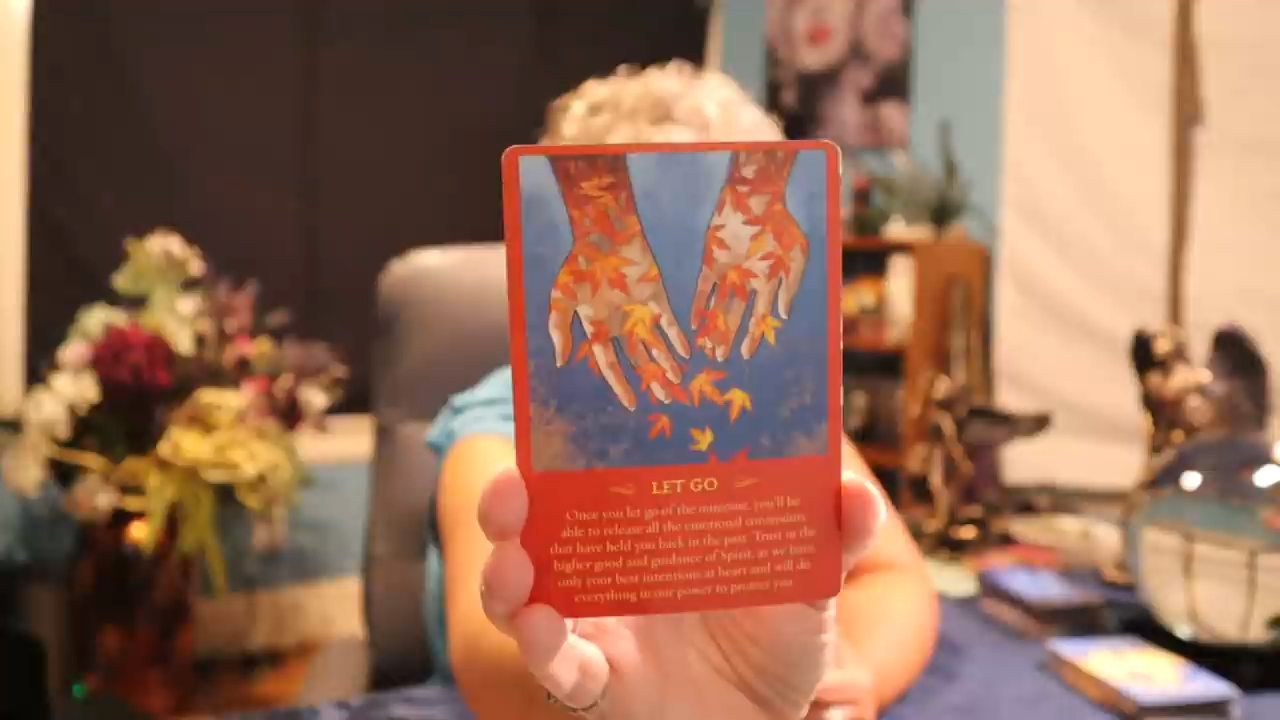 LET GO
Once you let go of the outcome, you'll be
able to release all the emotional constraints
that have held you back in the past. Trust in the
higher good and guidance of Spirit, as we have
only your best intentions at heart and will do
everything in our power to protect you.